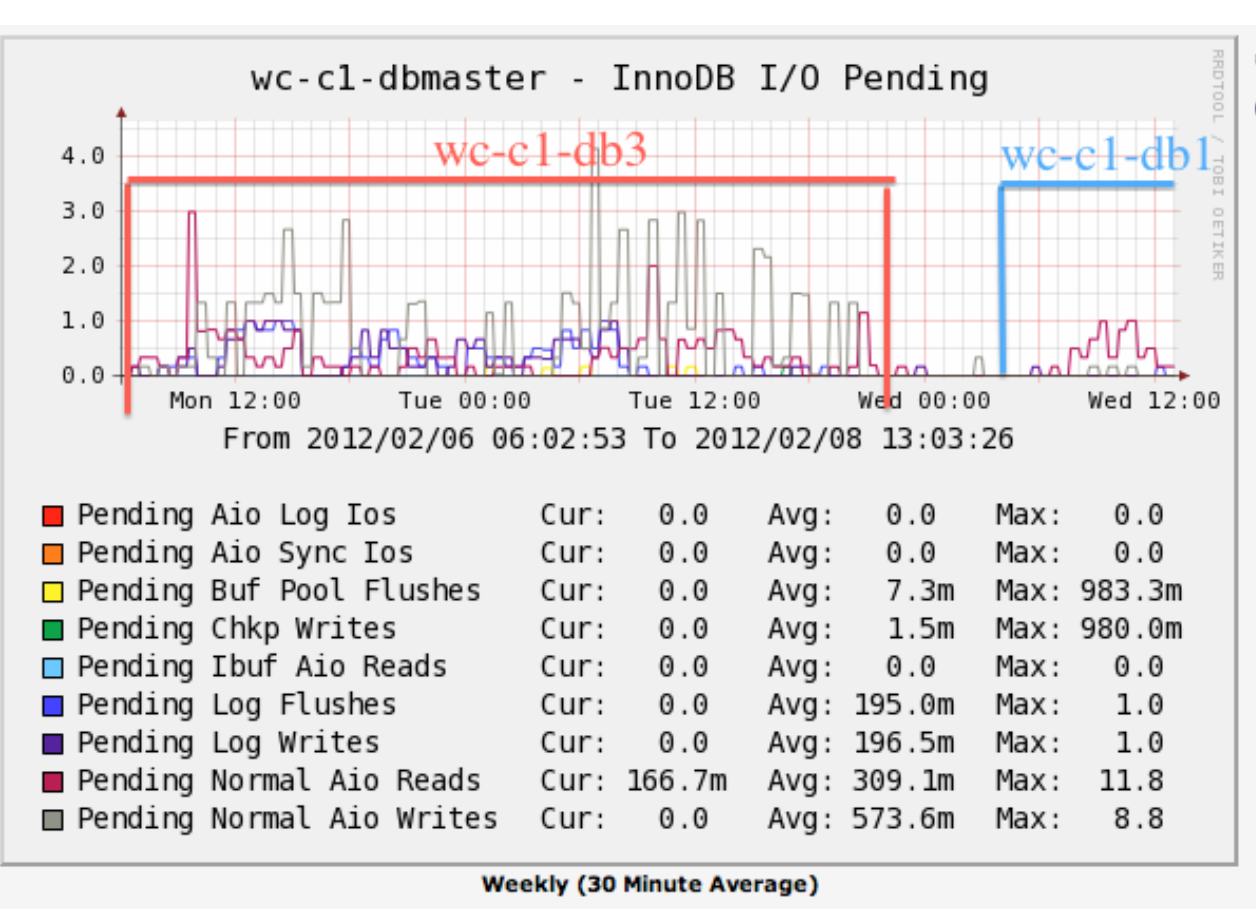 wc-c1-dbmaster - InnoDB I/O Pending
RRDTOOL / TOBI OETIKER
wc-c1-db3
wc-c1-db1
4.0
3.0
2.0
1.0
0.0
Mon 12:00 Tue 00:00 Tue 12:00 Wed 00:00 Wed 12:00
From 2012/02/06 06:02:53 To 2012/02/08 13:03:26
Pending Aio Log Ios Cur: 0.0 Avg: 0.0 Max: 0.0
Pending Aio Sync Ios Cur: 0.0 Avg: 0.0 Max: 0.0
Pending Buf Pool Flushes Cur: 0.0 Avg: 7.3m Max: 983.3m
Pending Chkp Writes Cur: 0.0 Avg: 1.5m Max: 980.0m
Pending Ibuf Aio Reads Cur: 0.0 Avg: 0.0 Max: 0.0
Pending Log Flushes Cur: 0.0 Avg: 195.0m Max: 1.0
Pending Log Writes Cur: 0.0 Avg: 196.5m Max: 1.0
Pending Normal Aio Reads Cur: 166.7m Avg: 309.1m Max: 11.8
Pending Normal Aio Writes Cur: 0.0 Avg: 573.6m Max: 8.8
Weekly (30 Minute Average)